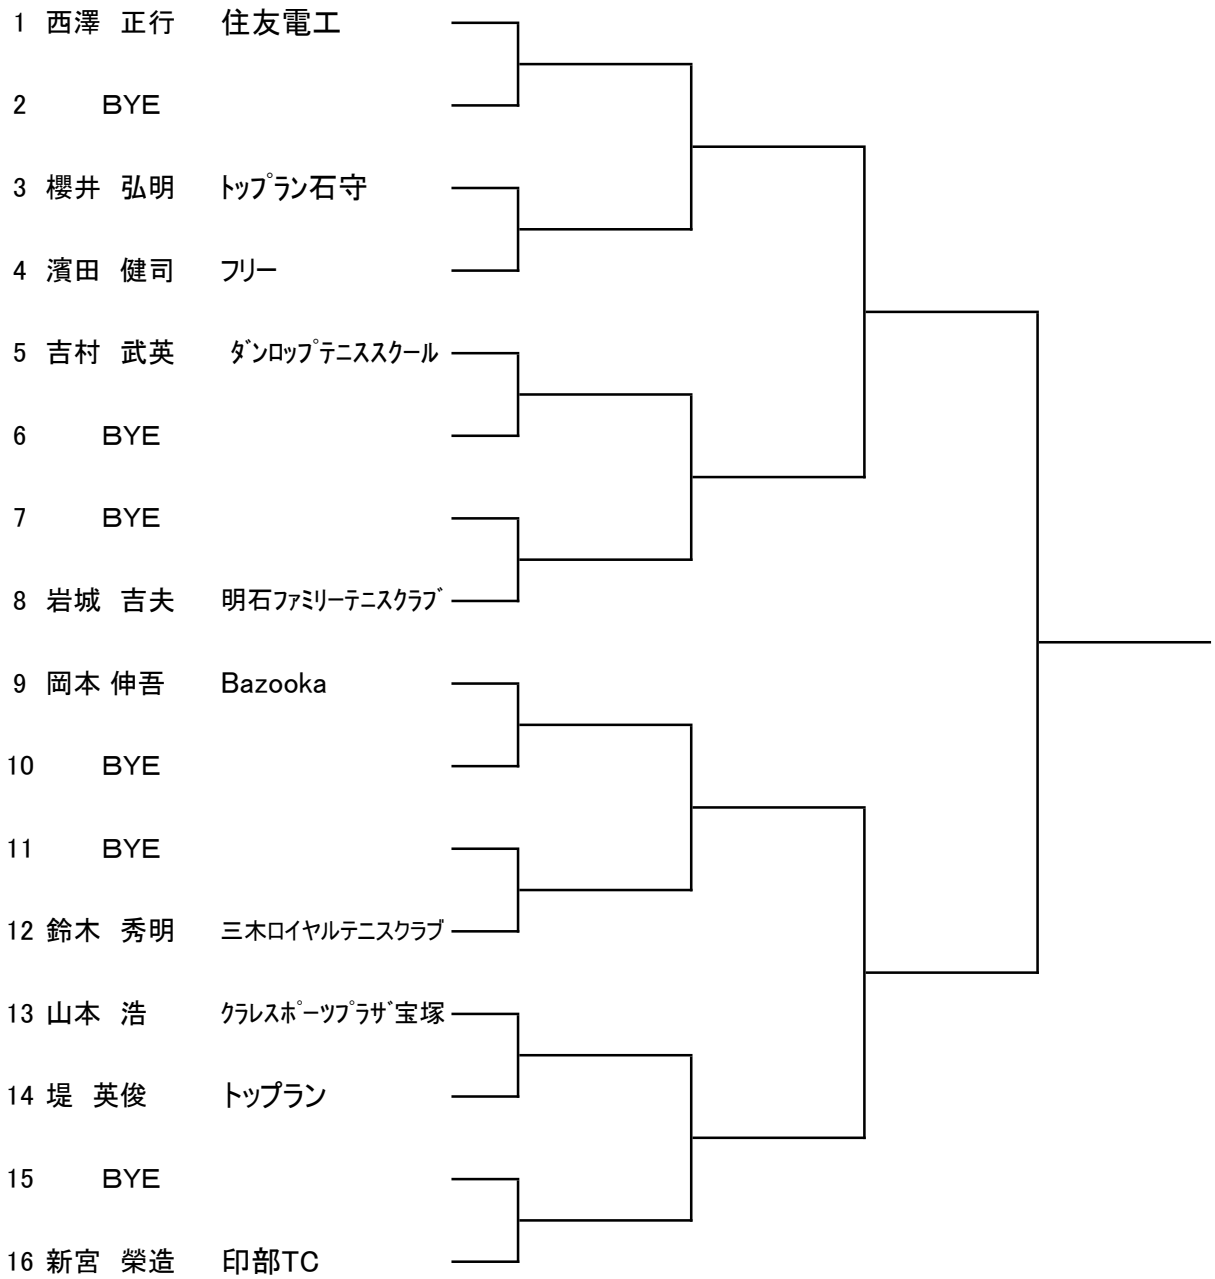 1 西澤 正行 住友電工
2 BYE
3 櫻井 弘明 トップラン石守
4 濱田 健司 フリー
5 吉村 武英 ダンロップテニススクール
6 BYE
7 BYE
8 岩城 吉夫 明石ファミリーテニスクラブ
9 岡本 伸吾 Bazooka
10 BYE
11 BYE
12 鈴木 秀明 三木ロイヤルテニスクラブ
13 山本 浩 クラレスポーツプラザ宝塚
14 堤 英俊 トップラン
15 BYE
16 新宮 榮造 印部TC